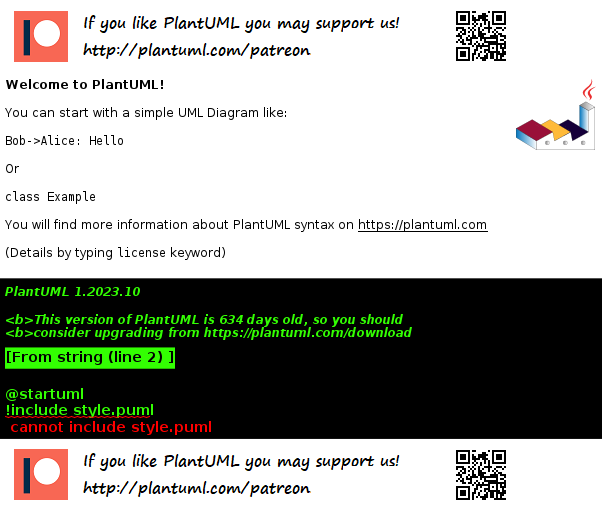 If you like PlantUML you may support us!
http://plantuml.com/patreon
Welcome to PlantUML!
You can start with a simple UML Diagram like:
Bob->Alice: Hello
Or
class Example
You will find more information about PlantUML syntax on https://plantuml.com
(Details by typing license keyword)
PlantUML 1.2023.10
<b>This version of PlantUML is 634 days old, so you should
<b>consider upgrading from https://plantuml.com/download
[From string (line 2) ]
@startuml
!include style.puml
cannot include style.puml
If you like PlantUML you may support us!
http://plantuml.com/patreon